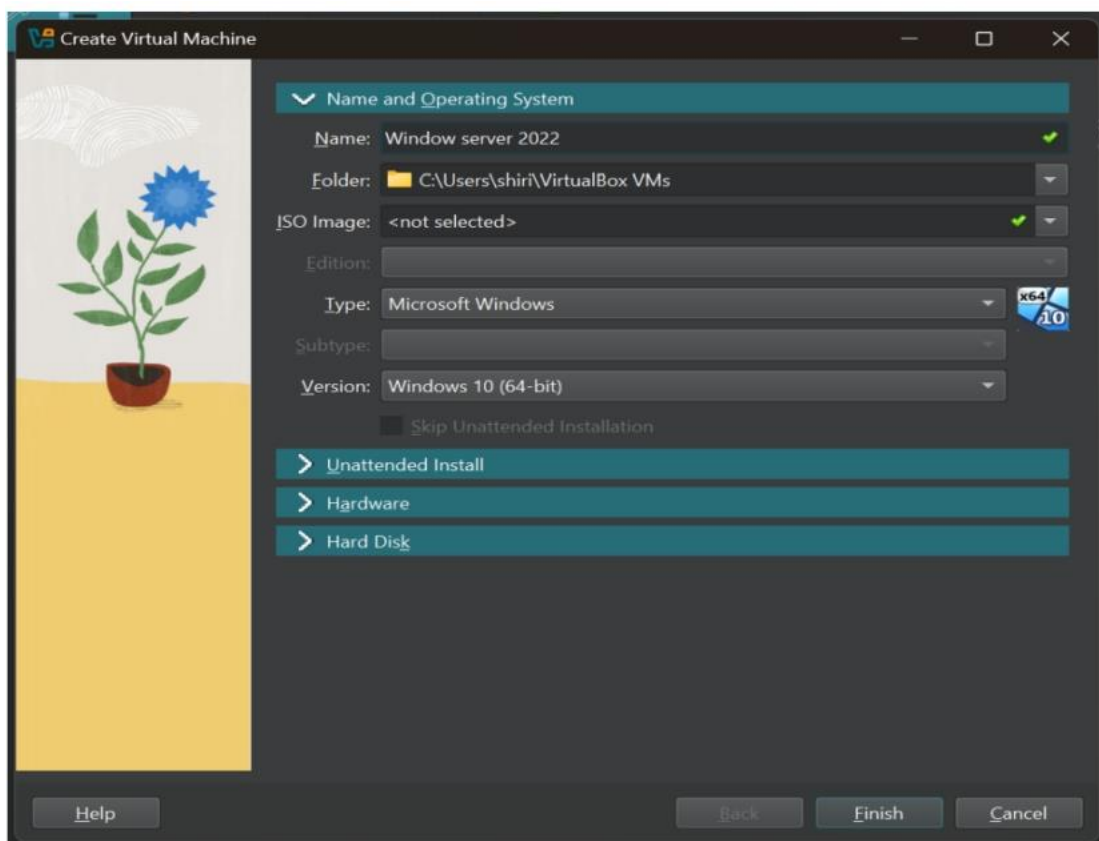 Create Virtual Machine
Name and Operating System
Name: Window server 2022
Folder: C:\Users\shiri\VirtualBox VMs
ISO Image: <not selected>
Edition:
Type: Microsoft Windows
x64
10
Subtype:
Version: Windows 10 (64-bit)
Skip Unattended Installation
Unattended Install
Hardware
Hard Disk
Help Back Finish Cancel